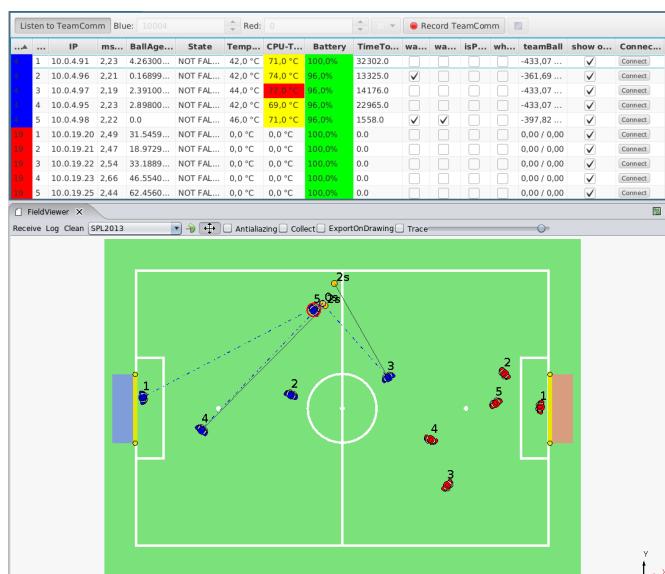 Listen to TeamComm Blue: 10004 Red: 0 Record TeamComm
... ... IP ms... BallAge... State Temp... CPU-T... Battery TimeTo... wa... wa... isP... wh... teamBall show o... Connec...
4 1 10.0.4.91 2,23 4.26300... NOT FAL... 42,0 °C 71,0 °C 100,0% 32302.0 -433,07 ... Connect
4 2 10.0.4.96 2,21 0.16899... NOT FAL... 42,0 °C 74,0 °C 96,0% 13325.0 -361,69 ... Connect
4 3 10.0.4.97 2,19 2.39100... NOT FAL... 44,0 °C 77,0 °C 96,0% 14176.0 -433,07 ... Connect
4 4 10.0.4.95 2,23 2.89800... NOT FAL... 42,0 °C 69,0 °C 96,0% 22965.0 -433,07 ... Connect
4 5 10.0.4.98 2,22 0.0 NOT FAL... 46,0 °C 71,0 °C 96,0% 1558.0 -397,82 ... Connect
19 1 10.0.19.20 2,49 31.5459... NOT FAL... 0,0 °C 0,0 °C 100,0% 0.0 0,00 / 0,00 Connect
19 2 10.0.19.21 2,47 18.9729... NOT FAL... 0,0 °C 0,0 °C 100,0% 0.0 0,00 / 0,00 Connect
19 3 10.0.19.22 2,54 33.1889... NOT FAL... 0,0 °C 0,0 °C 100,0% 0.0 0,00 / 0,00 Connect
19 4 10.0.19.23 2,66 46.5540... NOT FAL... 0,0 °C 0,0 °C 100,0% 0.0 0,00 / 0,00 Connect
19 5 10.0.19.25 2,44 62.4560... NOT FAL... 0,0 °C 0,0 °C 100,0% 0.0 0,00 / 0,00 Connect
FieldViewer
Receive Log Clean SPL2013 Antializing Collect ExportOnDrawing Trace
2s
5 0s 2s
3
2
1
2
5
1
4
4
3
Y